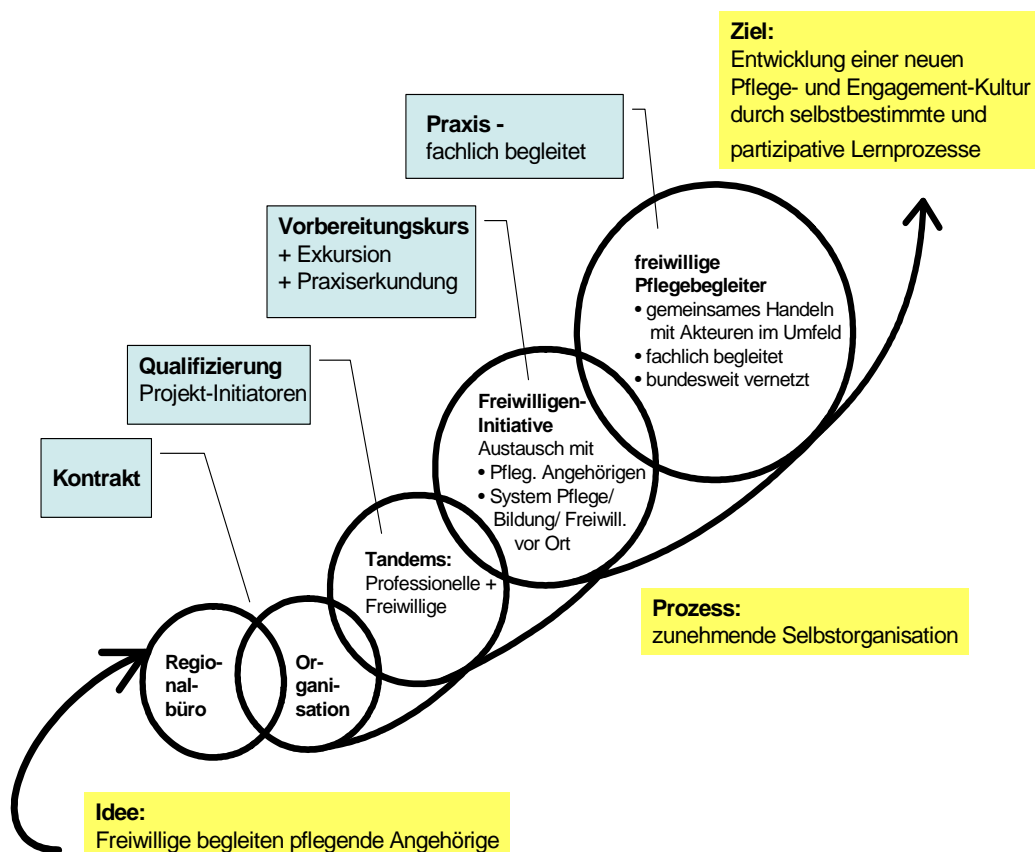 Ziel:
Entwicklung einer neuen
Pflege- und Engagement-Kultur
durch selbstbestimmte und
partizipative Lernprozesse
Praxis -
fachlich begleitet
Vorbereitungskurs
+ Exkursion
+ Praxiserkundung
freiwillige
Pflegebegleiter
• gemeinsames Handeln
mit Akteuren im Umfeld
• fachlich begleitet
• bundesweit vernetzt
Qualifizierung
Projekt-Initiatoren
Freiwilligen-
Initiative
Austausch mit
• Pfleg. Angehörigen
• System Pflege/
Bildung/ Freiwill.
vor Ort
Kontrakt
Tandems:
Professionelle +
Freiwillige
Prozess:
zunehmende Selbstorganisation
Regio-
nal-
büro
Or-
gani-
sation
Idee:
Freiwillige begleiten pflegende Angehörige